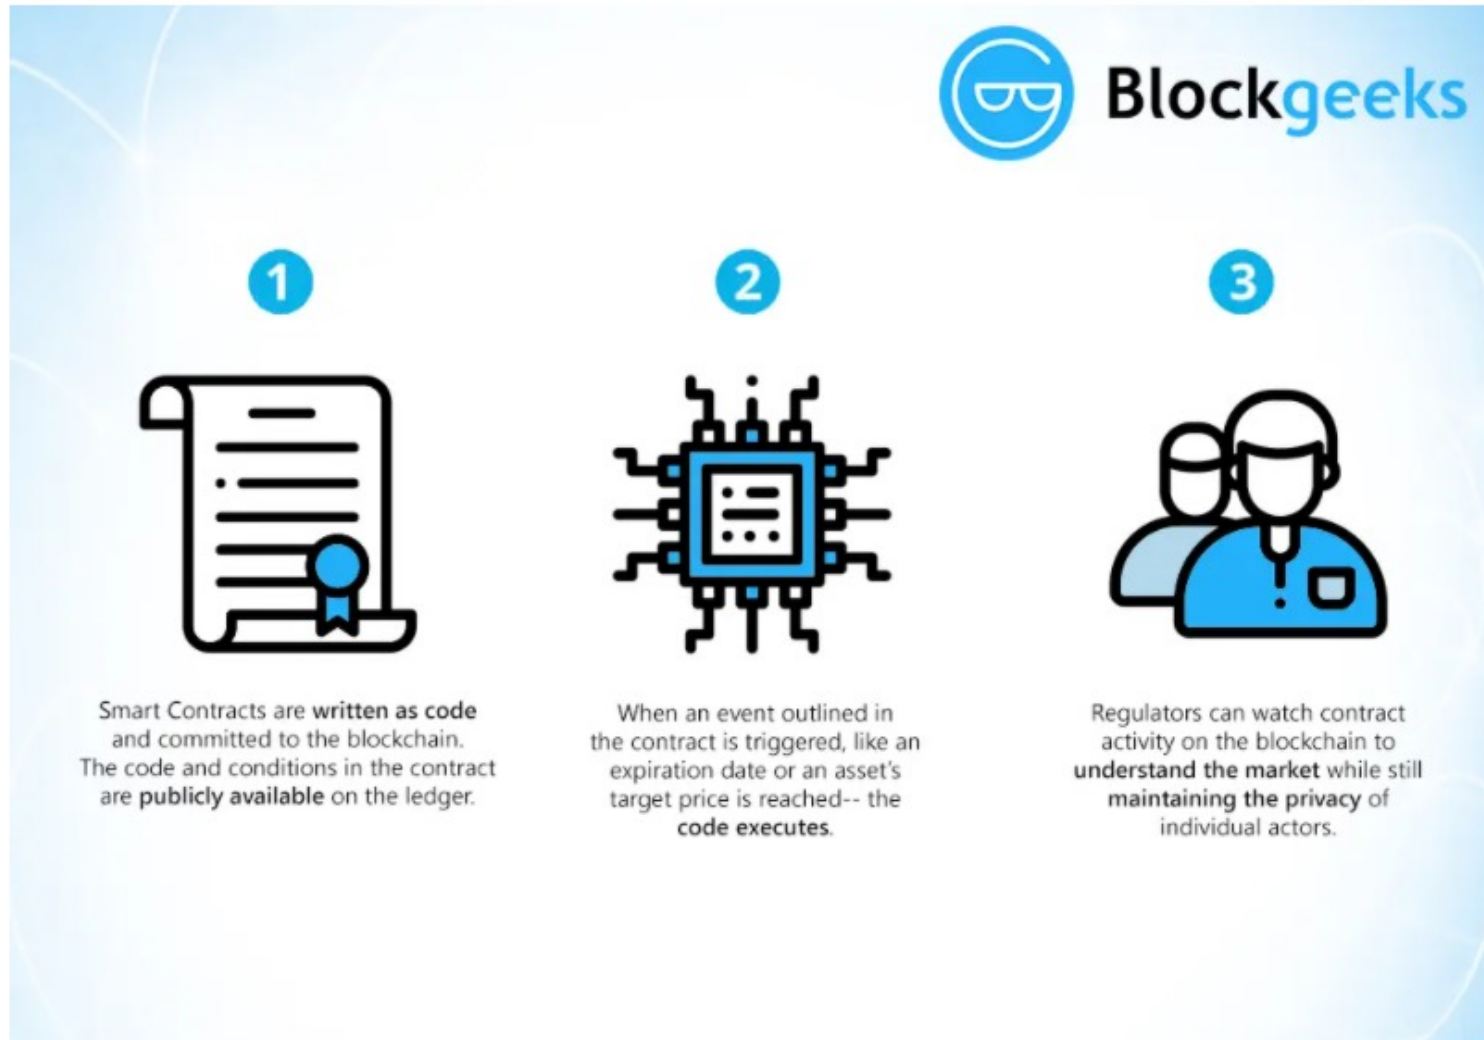 Blockgeeks
1
Smart Contracts are written as code
and committed to the blockchain.
The code and conditions in the contract
are publicly available on the ledger.
2
When an event outlined in
the contract is triggered, like an
expiration date or an asset's
target price is reached-- the
code executes.
3
Regulators can watch contract
activity on the blockchain to
understand the market while still
maintaining the privacy of
individual actors.